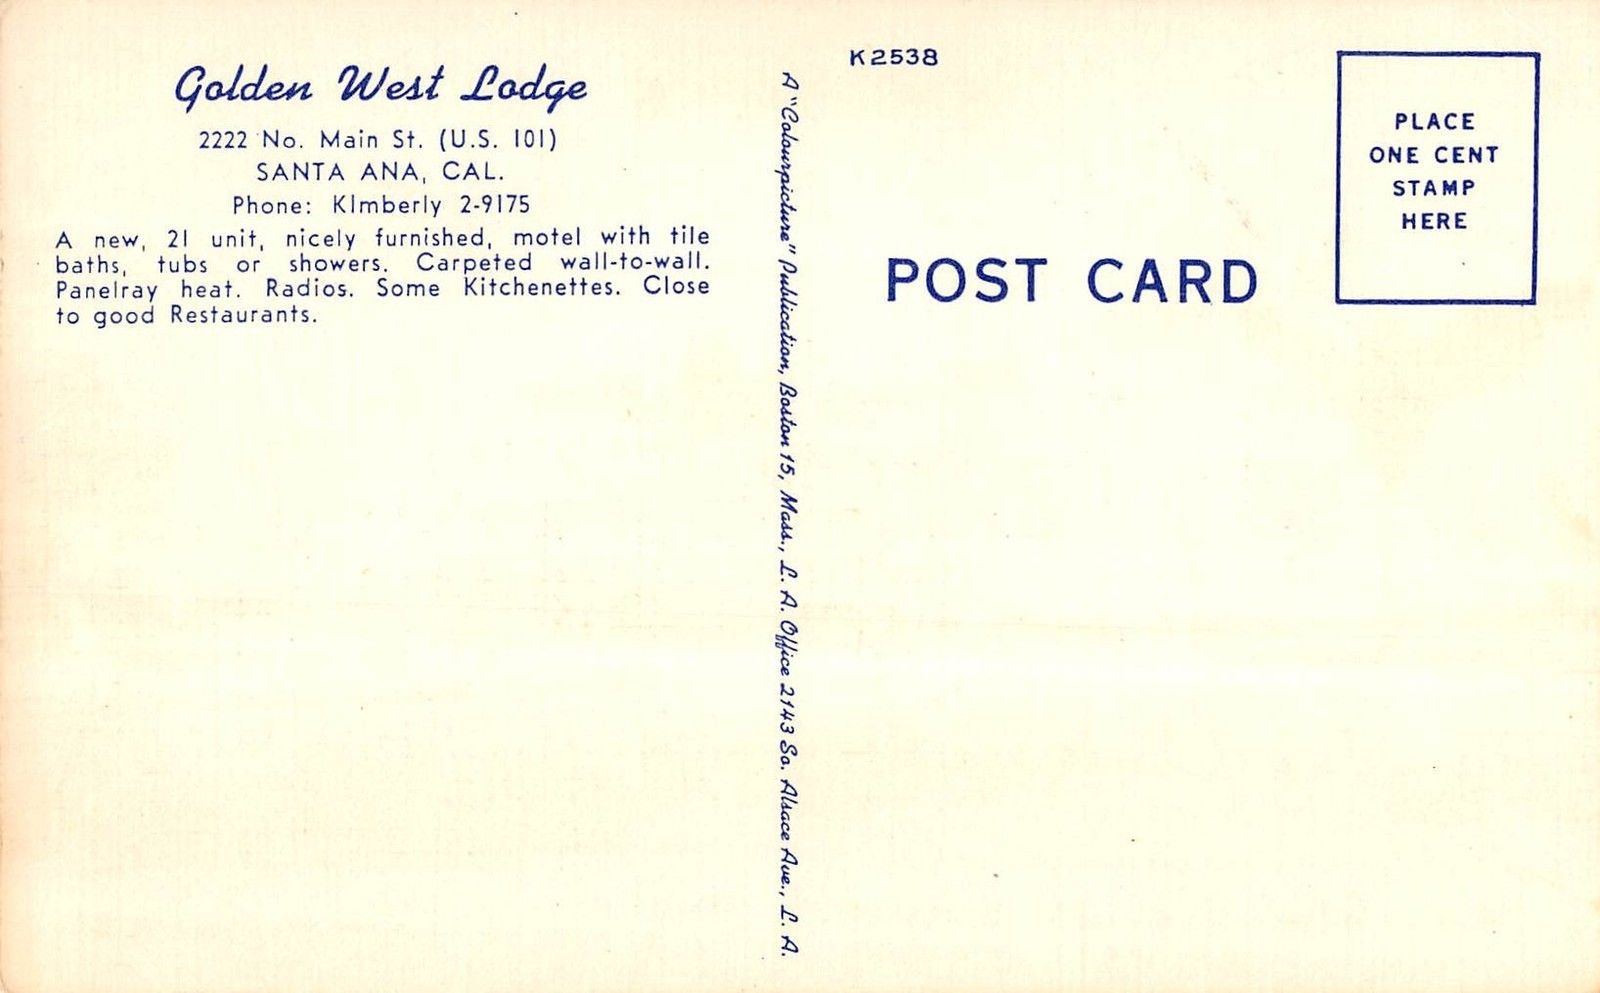 Golden West Lodge
2222 No. Main St. (U.S. 101)
SANTA ANA, CAL.
Phone: KImberly 2-9175
A new, 21 unit, nicely furnished, motel with tile
baths, tubs or showers. Carpeted wall-to-wall.
Panelray heat. Radios. Some Kitchenettes. Close
to good Restaurants.
A "Colourpicture" Publication, Boston 15, Mass., L. A. Office 2143 So. Alsace Ave., L. A.
K2538
POST CARD
PLACE
ONE CENT
STAMP
HERE